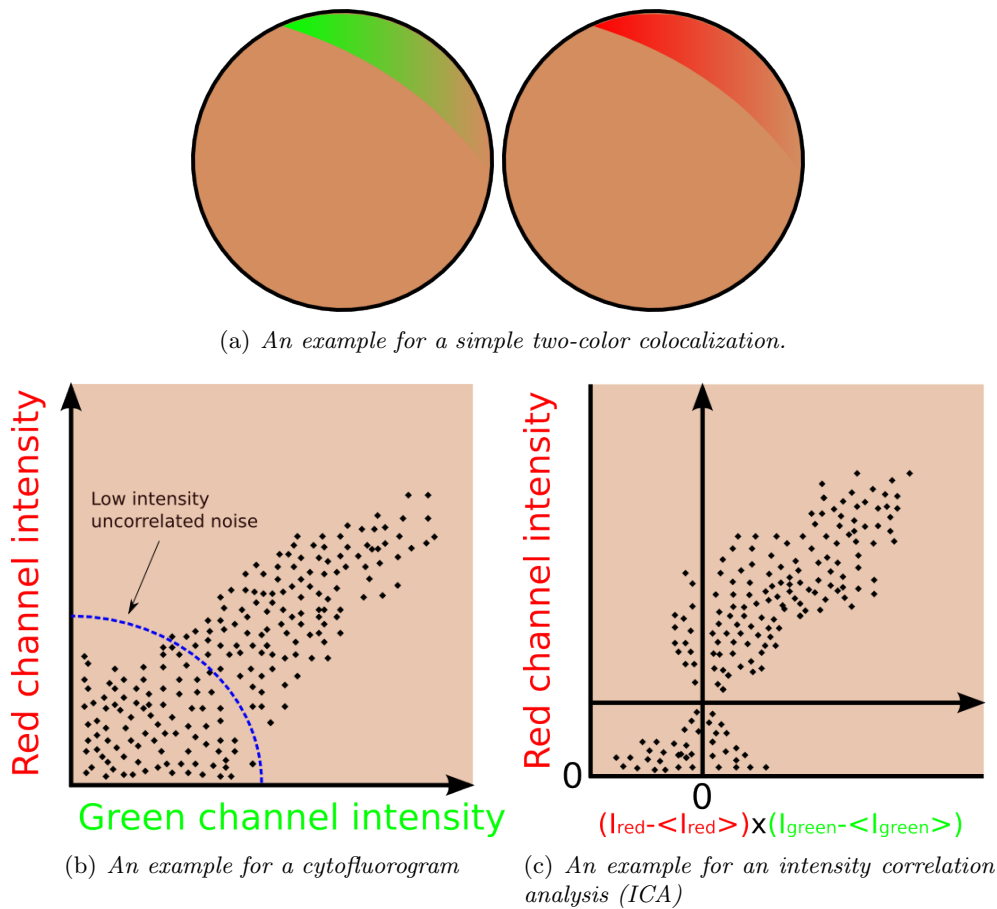 (a) An example for a simple two-color colocalization.
Red channel intensity
Low intensity
uncorrelated noise
Green channel intensity
(b) An example for a cytofluorogram
Red channel intensity
0
0
(Ired-<Ired>)x(Igreen-<Igreen>)
(c) An example for an intensity correlation
analysis (ICA)